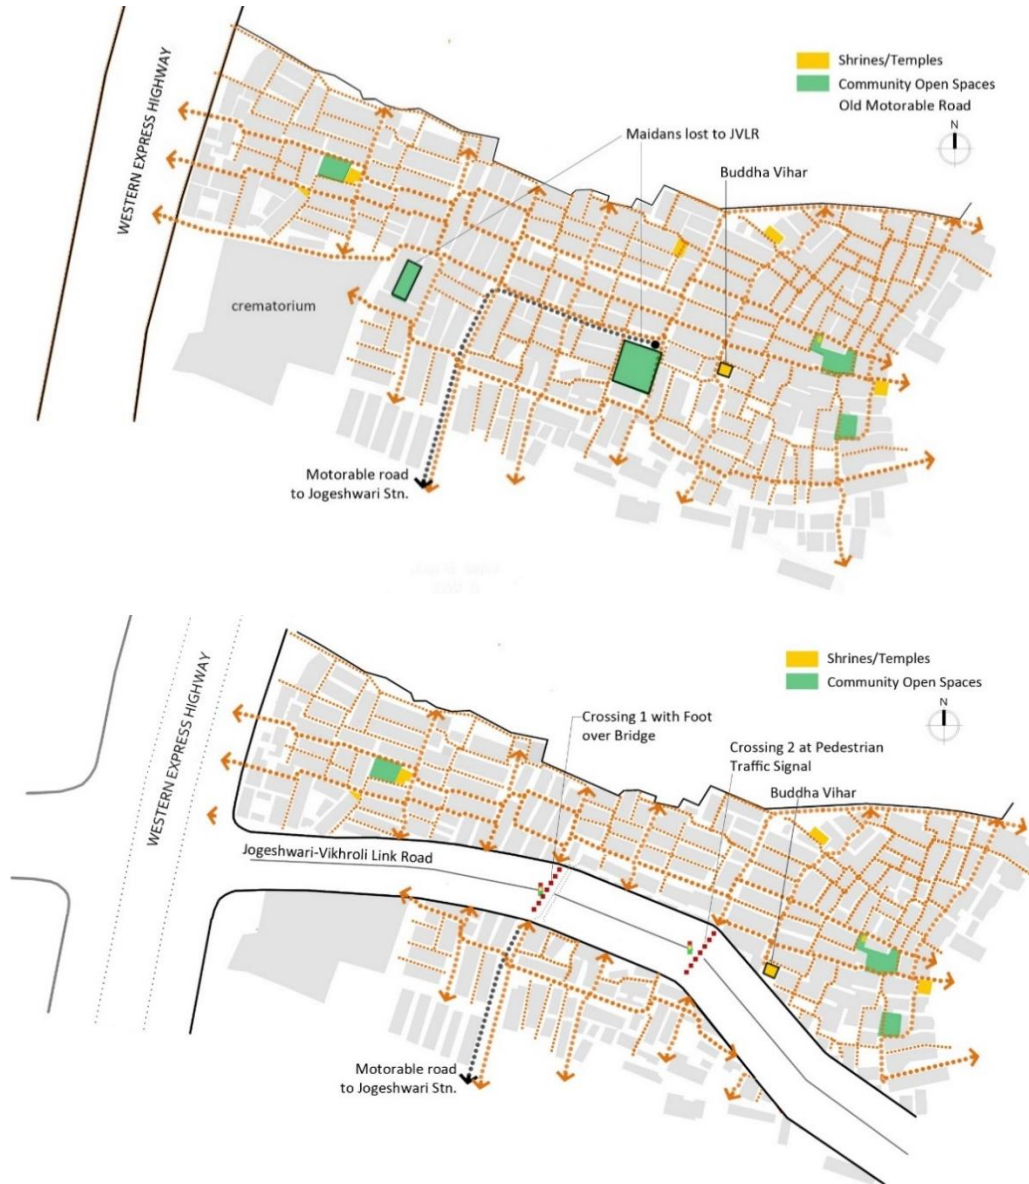 WESTERN EXPRESS HIGHWAY
Shrines/Temples
Community Open Spaces
Old Motorable Road
N
Maidans lost to JVLR
Buddha Vihar
crematorium
Motorable road
to Jogeshwari Stn.
WESTERN EXPRESS HIGHWAY
Shrines/Temples
Community Open Spaces
N
Crossing 1 with Foot
over Bridge
Crossing 2 at Pedestrian
Traffic Signal
Buddha Vihar
Jogeshwari-Vikhroli Link Road
Motorable road
to Jogeshwari Stn.